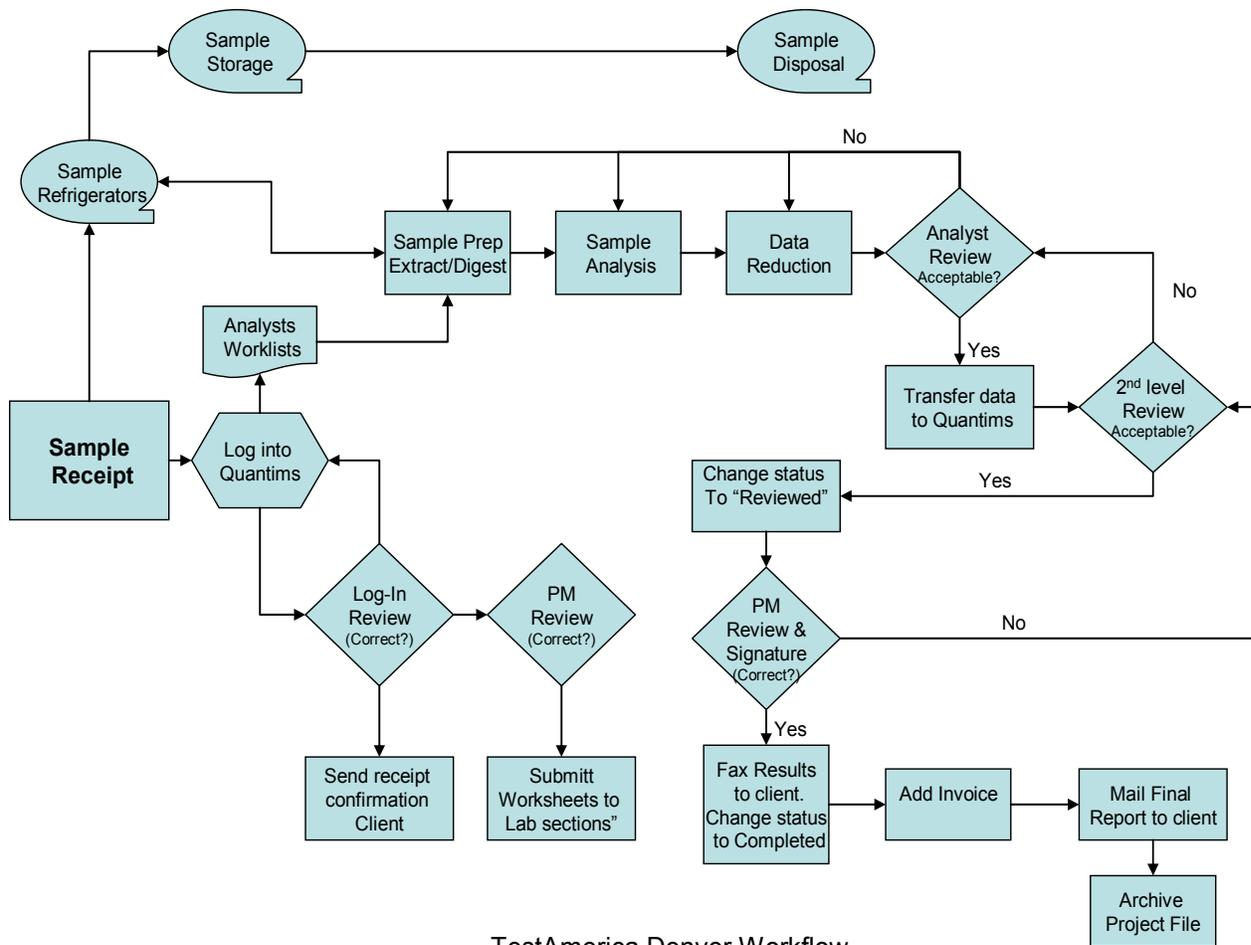 Sample
Storage
Sample
Disposal
No
Sample
Refrigerators
Sample Prep
Extract/Digest
Sample
Analysis
Data
Reduction
Analyst
Review
Acceptable?
No
Analysts
Worklists
Yes
Transfer data
to Quantims
2nd level
Review
Acceptable?
Sample
Receipt
Log into
Quantims
Change status
To “Reviewed”
Yes
Log-In
Review
(Correct?)
PM
Review
(Correct?)
PM
Review &
Signature
(Correct?)
No
Yes
Send receipt
confirmation
Client
Submitt
Worksheets to
Lab sections”
Fax Results
to client.
Change status
to Completed
Add Invoice
Mail Final
Report to client
Archive
Project File
TestAmerica Denver Workflow